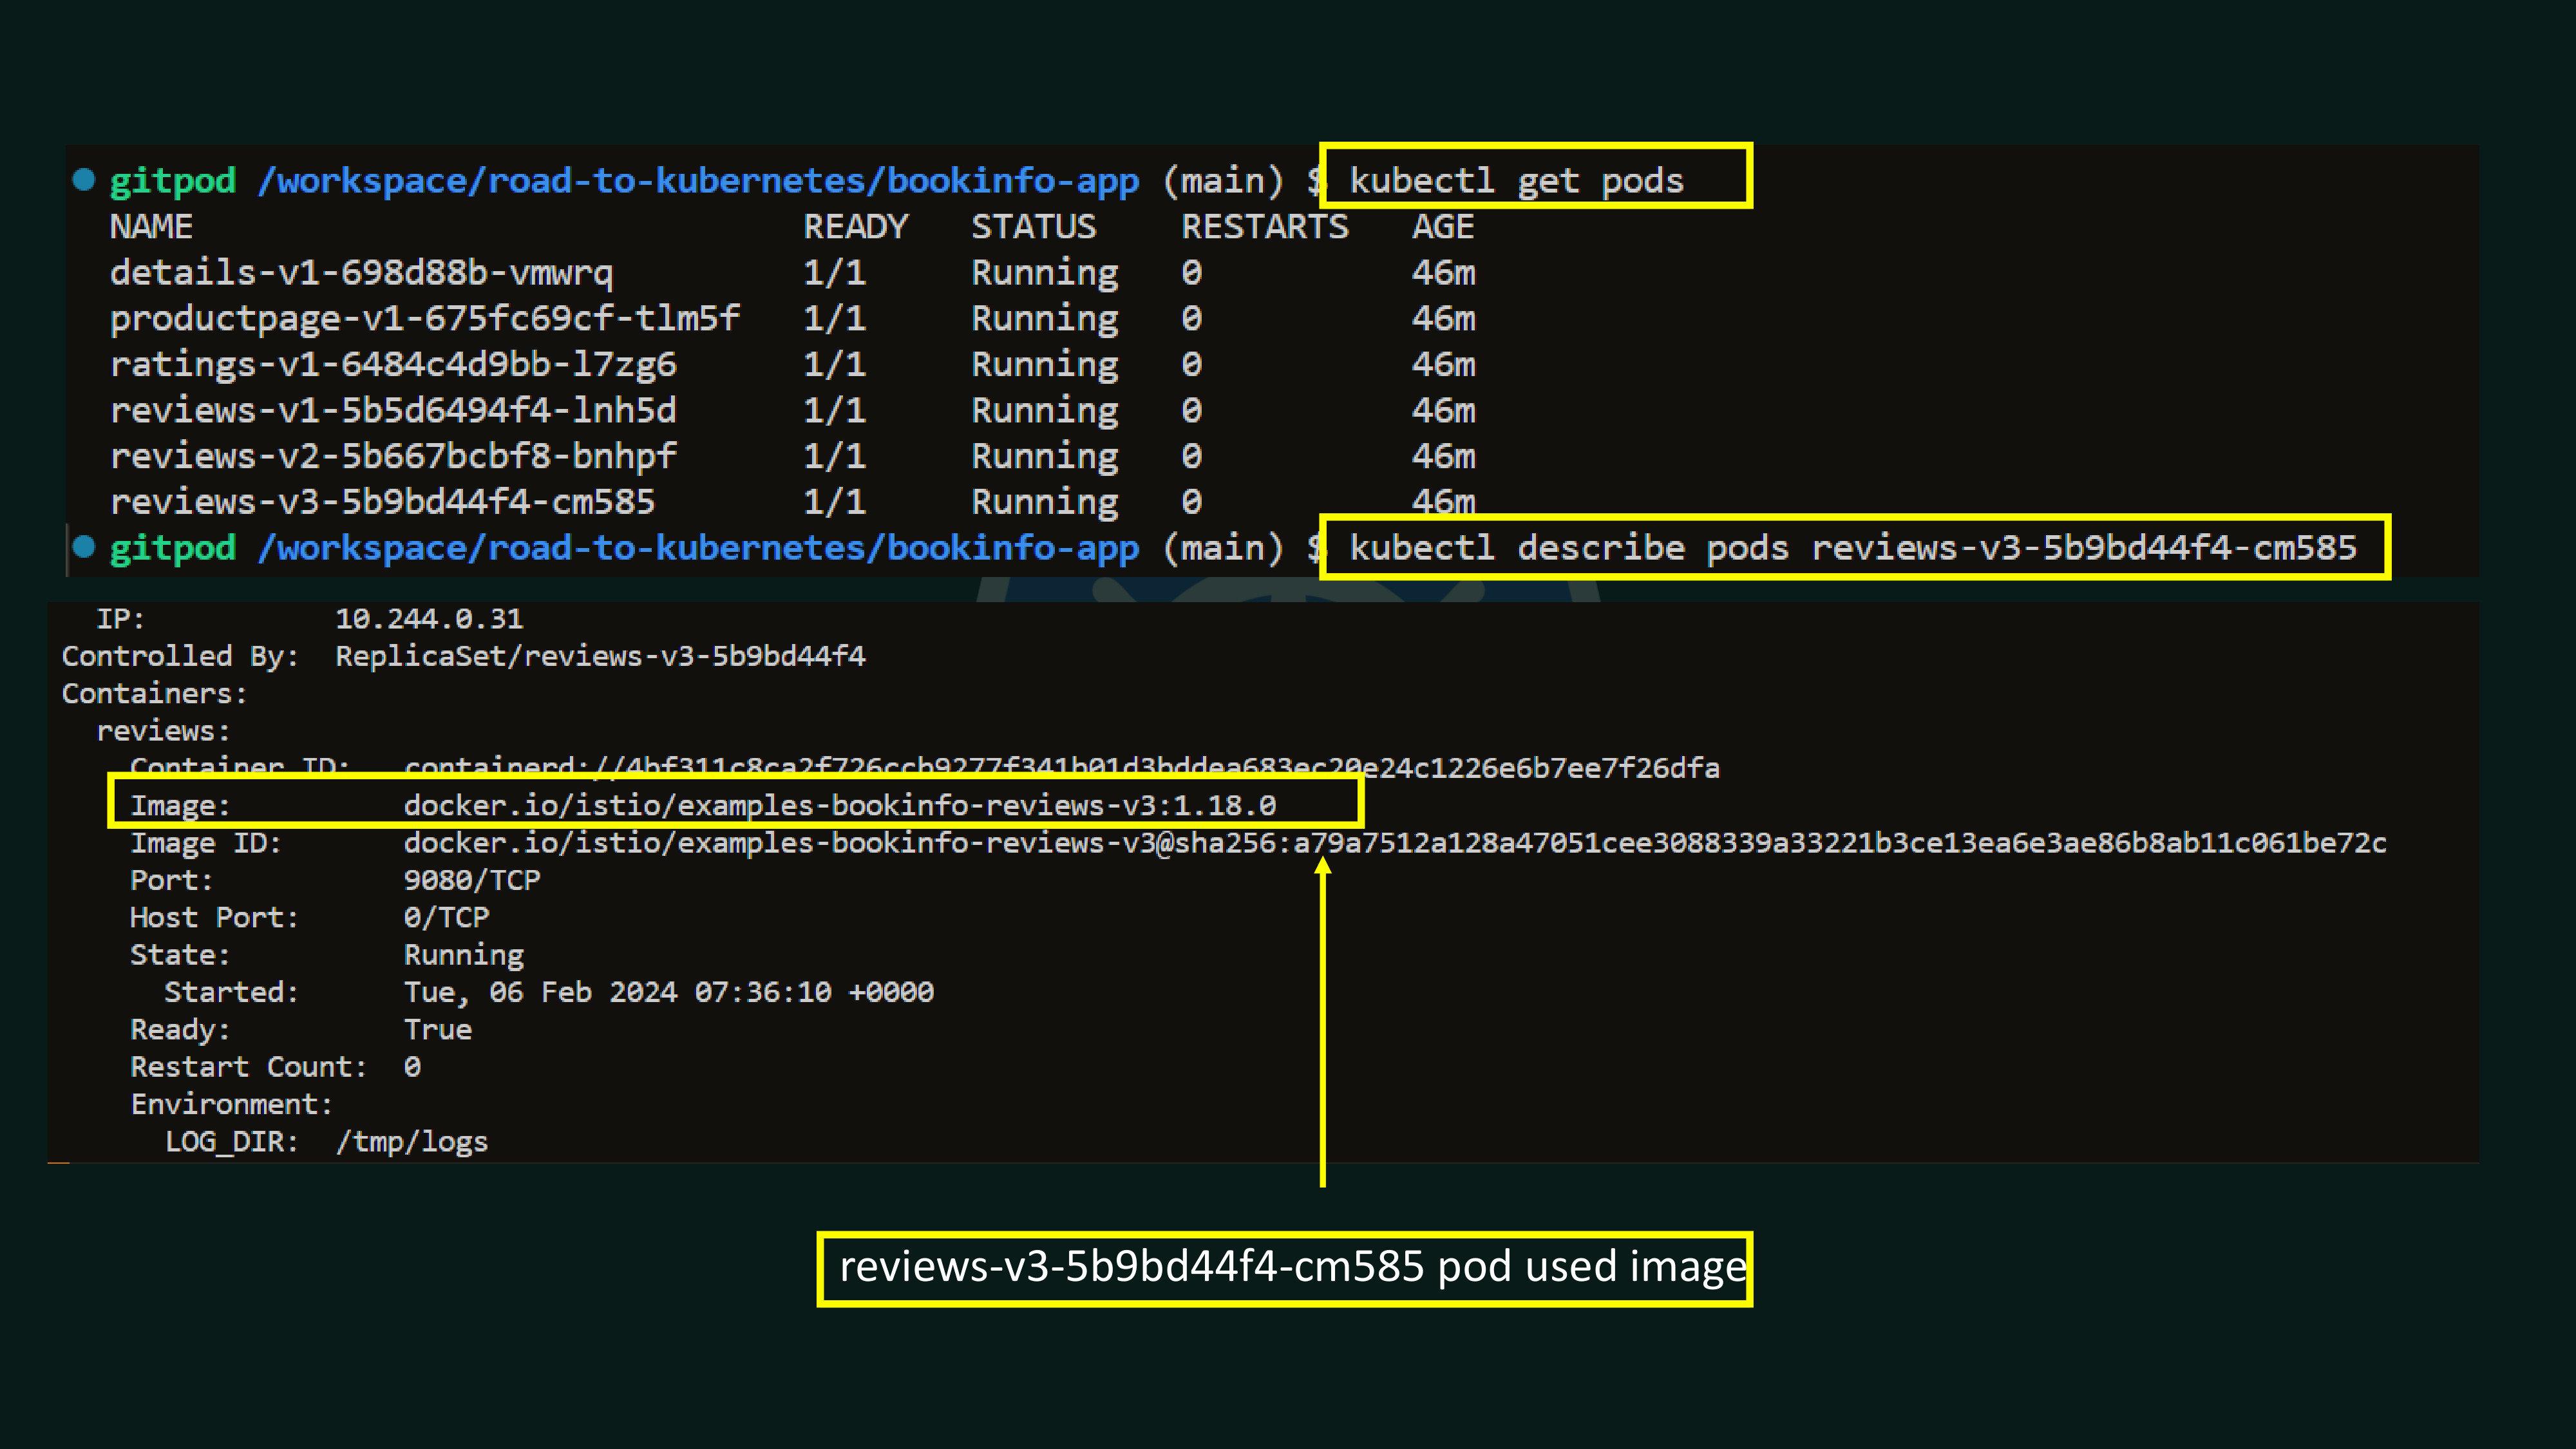 gitpod /workspace/road-to-kubernetes/bookinfo-app (main) $ kubectl get pods
NAME READY STATUS RESTARTS AGE
details-v1-698d88b-vmwrq 1/1 Running 0 46m
productpage-v1-675fc69cf-tlm5f 1/1 Running 0 46m
ratings-v1-6484c4d9bb-l7zg6 1/1 Running 0 46m
reviews-v1-5b5d6494f4-lnh5d 1/1 Running 0 46m
reviews-v2-5b667bcbf8-bnhpf 1/1 Running 0 46m
reviews-v3-5b9bd44f4-cm585 1/1 Running 0 46m
gitpod /workspace/road-to-kubernetes/bookinfo-app (main) $ kubectl describe pods reviews-v3-5b9bd44f4-cm585
IP: 10.244.0.31
Controlled By: ReplicaSet/reviews-v3-5b9bd44f4
Containers:
reviews:
Container ID: containerd://4bf311c8ca2f726ccb9277f341b01d3bddea683ec20e24c1226e6b7ee7f26dfa
Image: docker.io/istio/examples-bookinfo-reviews-v3:1.18.0
Image ID: docker.io/istio/examples-bookinfo-reviews-v3@sha256:a79a7512a128a47051cee3088339a33221b3ce13ea6e3ae86b8ab11c061be72c
Port: 9080/TCP
Host Port: 0/TCP
State: Running
Started: Tue, 06 Feb 2024 07:36:10 +0000
Ready: True
Restart Count: 0
Environment:
LOG_DIR: /tmp/logs
reviews-v3-5b9bd44f4-cm585 pod used image